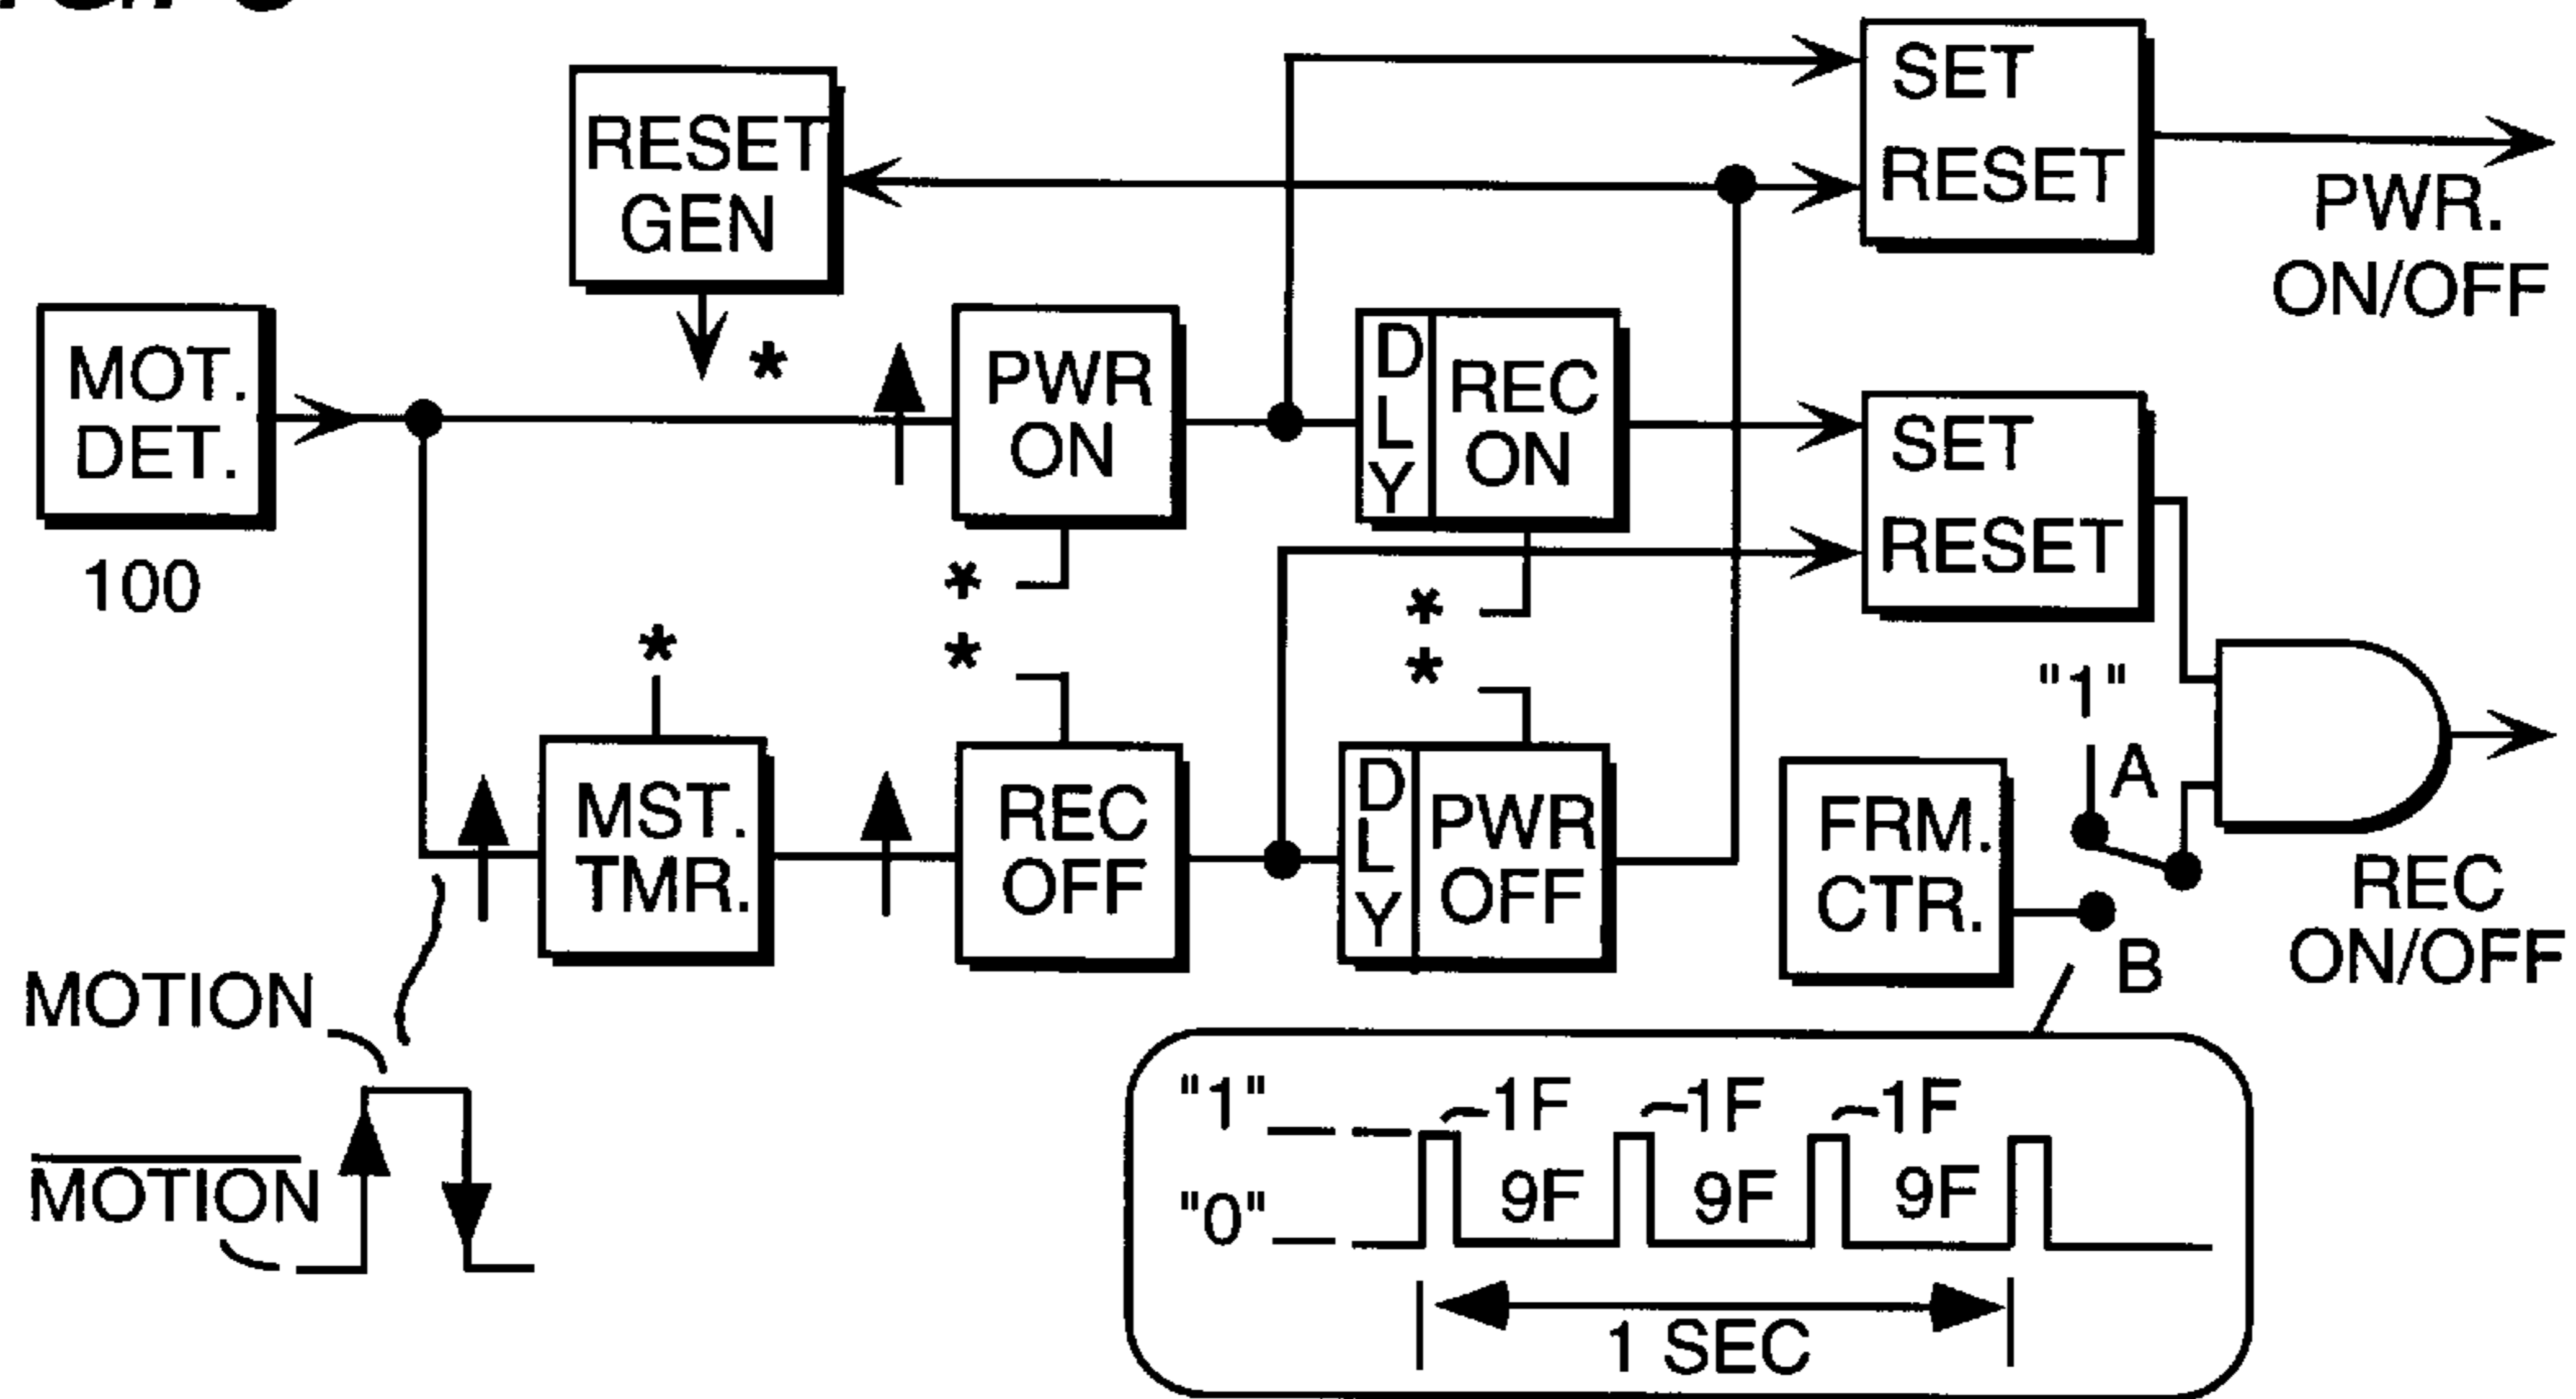 RESET
GEN
*
MOT.
DET.
100
PWR
ON
*
DLY
REC
ON
*
SET
RESET
PWR.
ON/OFF
SET
RESET
*
MST.
TMR.
*
REC
OFF
*
DLY
PWR
OFF
"1"
A
FRM.
CTR.
B
REC
ON/OFF
MOTION
MOTION
"1"
1F
1F
1F
"0"
9F
9F
9F
1 SEC